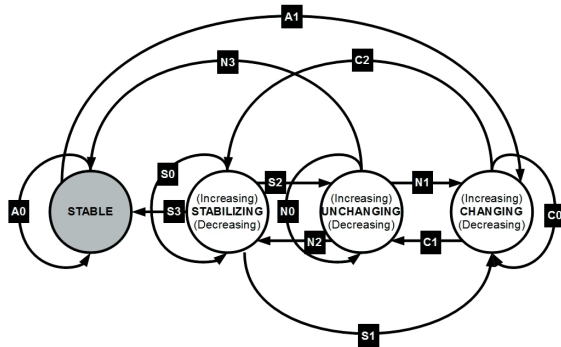 A1
N3
C2
S0
S2
N1
(Increasing)
(Increasing)
(Increasing)
A0
STABLE
S3
STABILIZING
N0
UNCHANGING
CHANGING
C0
(Decreasing)
(Decreasing)
(Decreasing)
N2
C1
S1